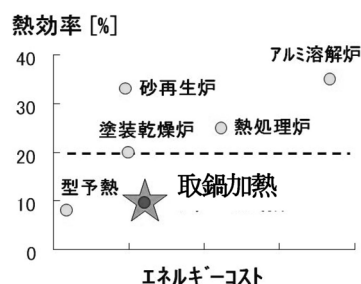 熱効率 [%]
40
アルミ溶解炉
砂再生炉
30
塗装乾燥炉
熱処理炉
20
型予熱
取鍋加熱
10
0
エネルギーコスト